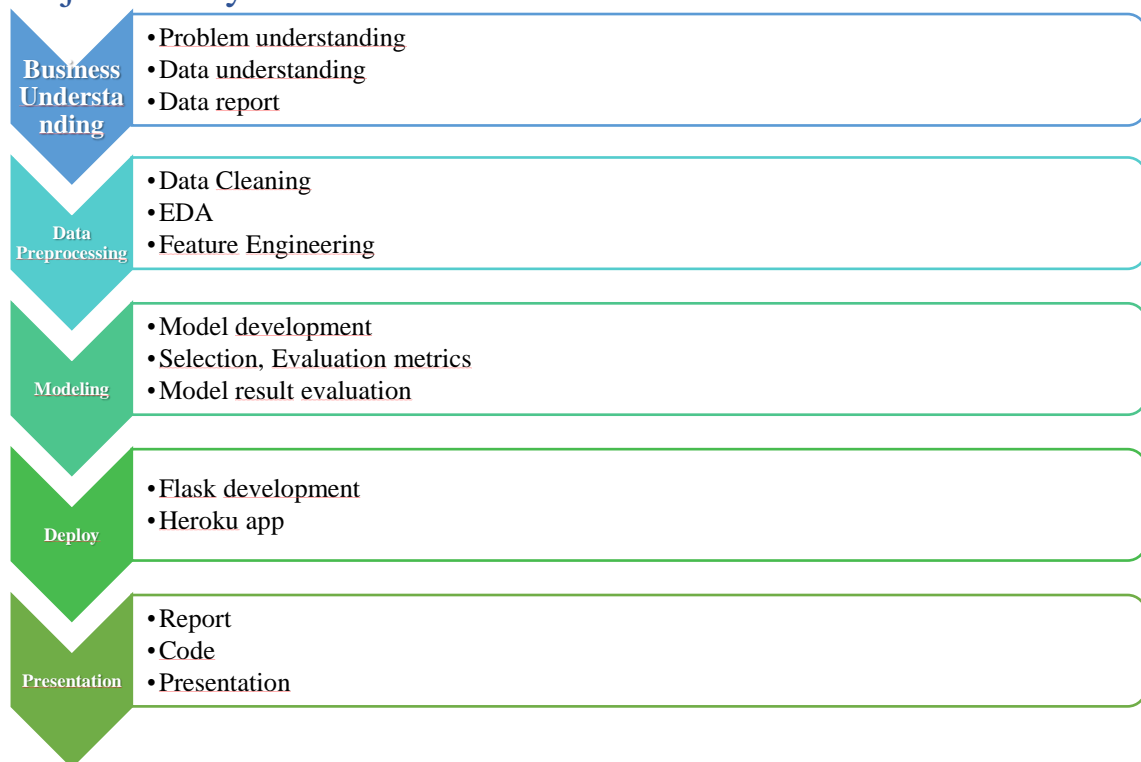 Business
Understa
nding
•Problem understanding
•Data understanding
•Data report
Data
Preprocessing
•Data Cleaning
•EDA
•Feature Engineering
Modeling
•Model development
•Selection, Evaluation metrics
•Model result evaluation
Deploy
•Flask development
•Heroku app
Presentation
•Report
•Code
•Presentation